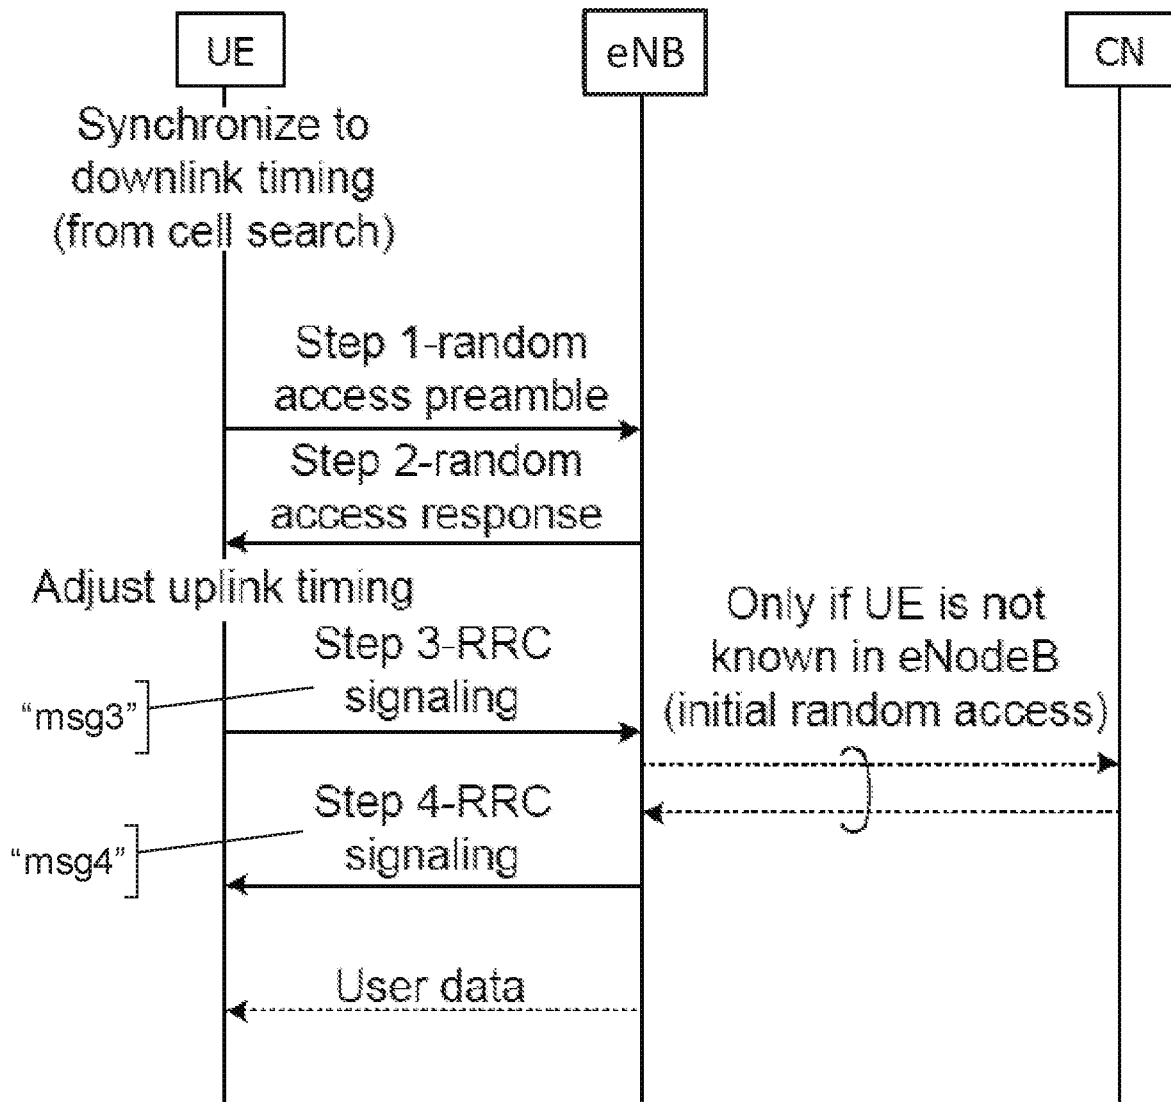 UE
eNB
CN
Synchronize to
downlink timing
(from cell search)
Step 1-random
access preamble
Step 2-random
access response
Adjust uplink timing
Only if UE is not
known in eNodeB
(initial random access)
Step 3-RRC
signaling
“msg3”
Step 4-RRC
signaling
“msg4”
User data